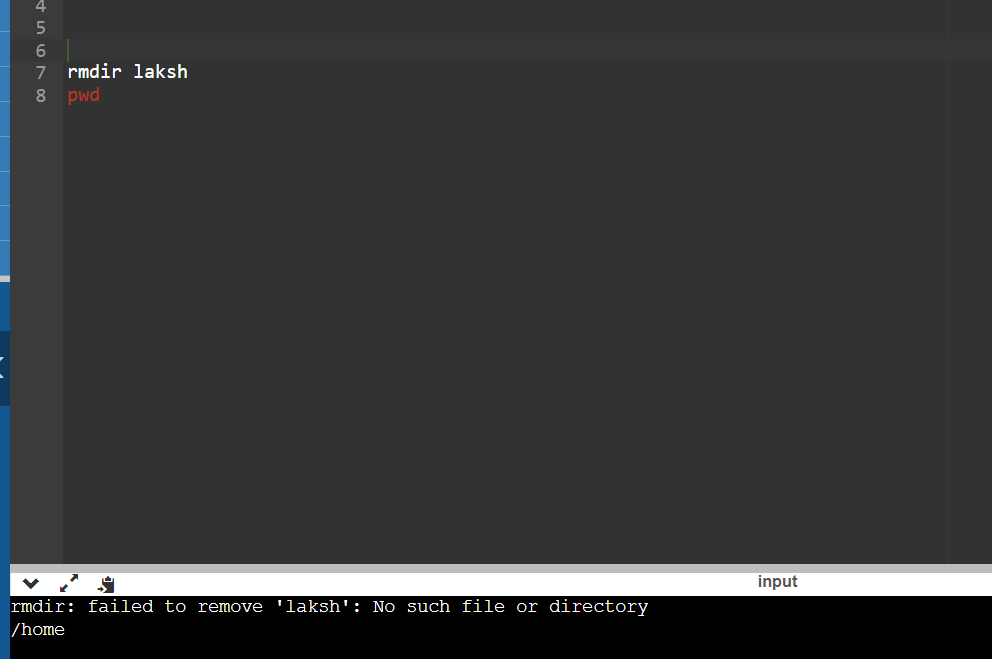 4
5
6
7 rmdir laksh
8 pwd
input
rmdir: failed to remove 'laksh': No such file or directory
/home